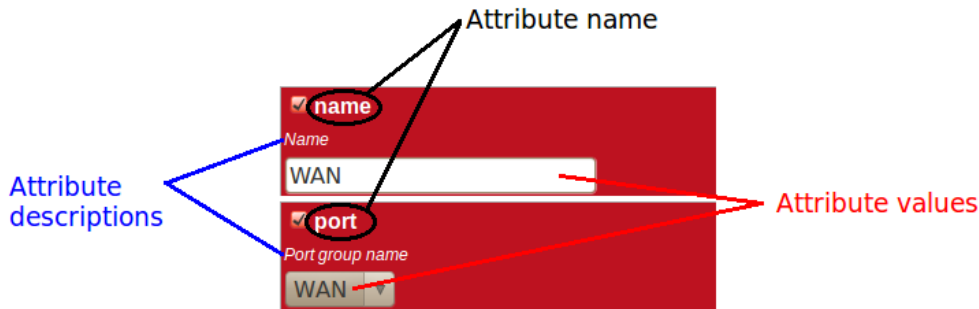 Attribute name
name
Name
WAN
Attribute
descriptions
Attribute values
port
Port group name
WAN